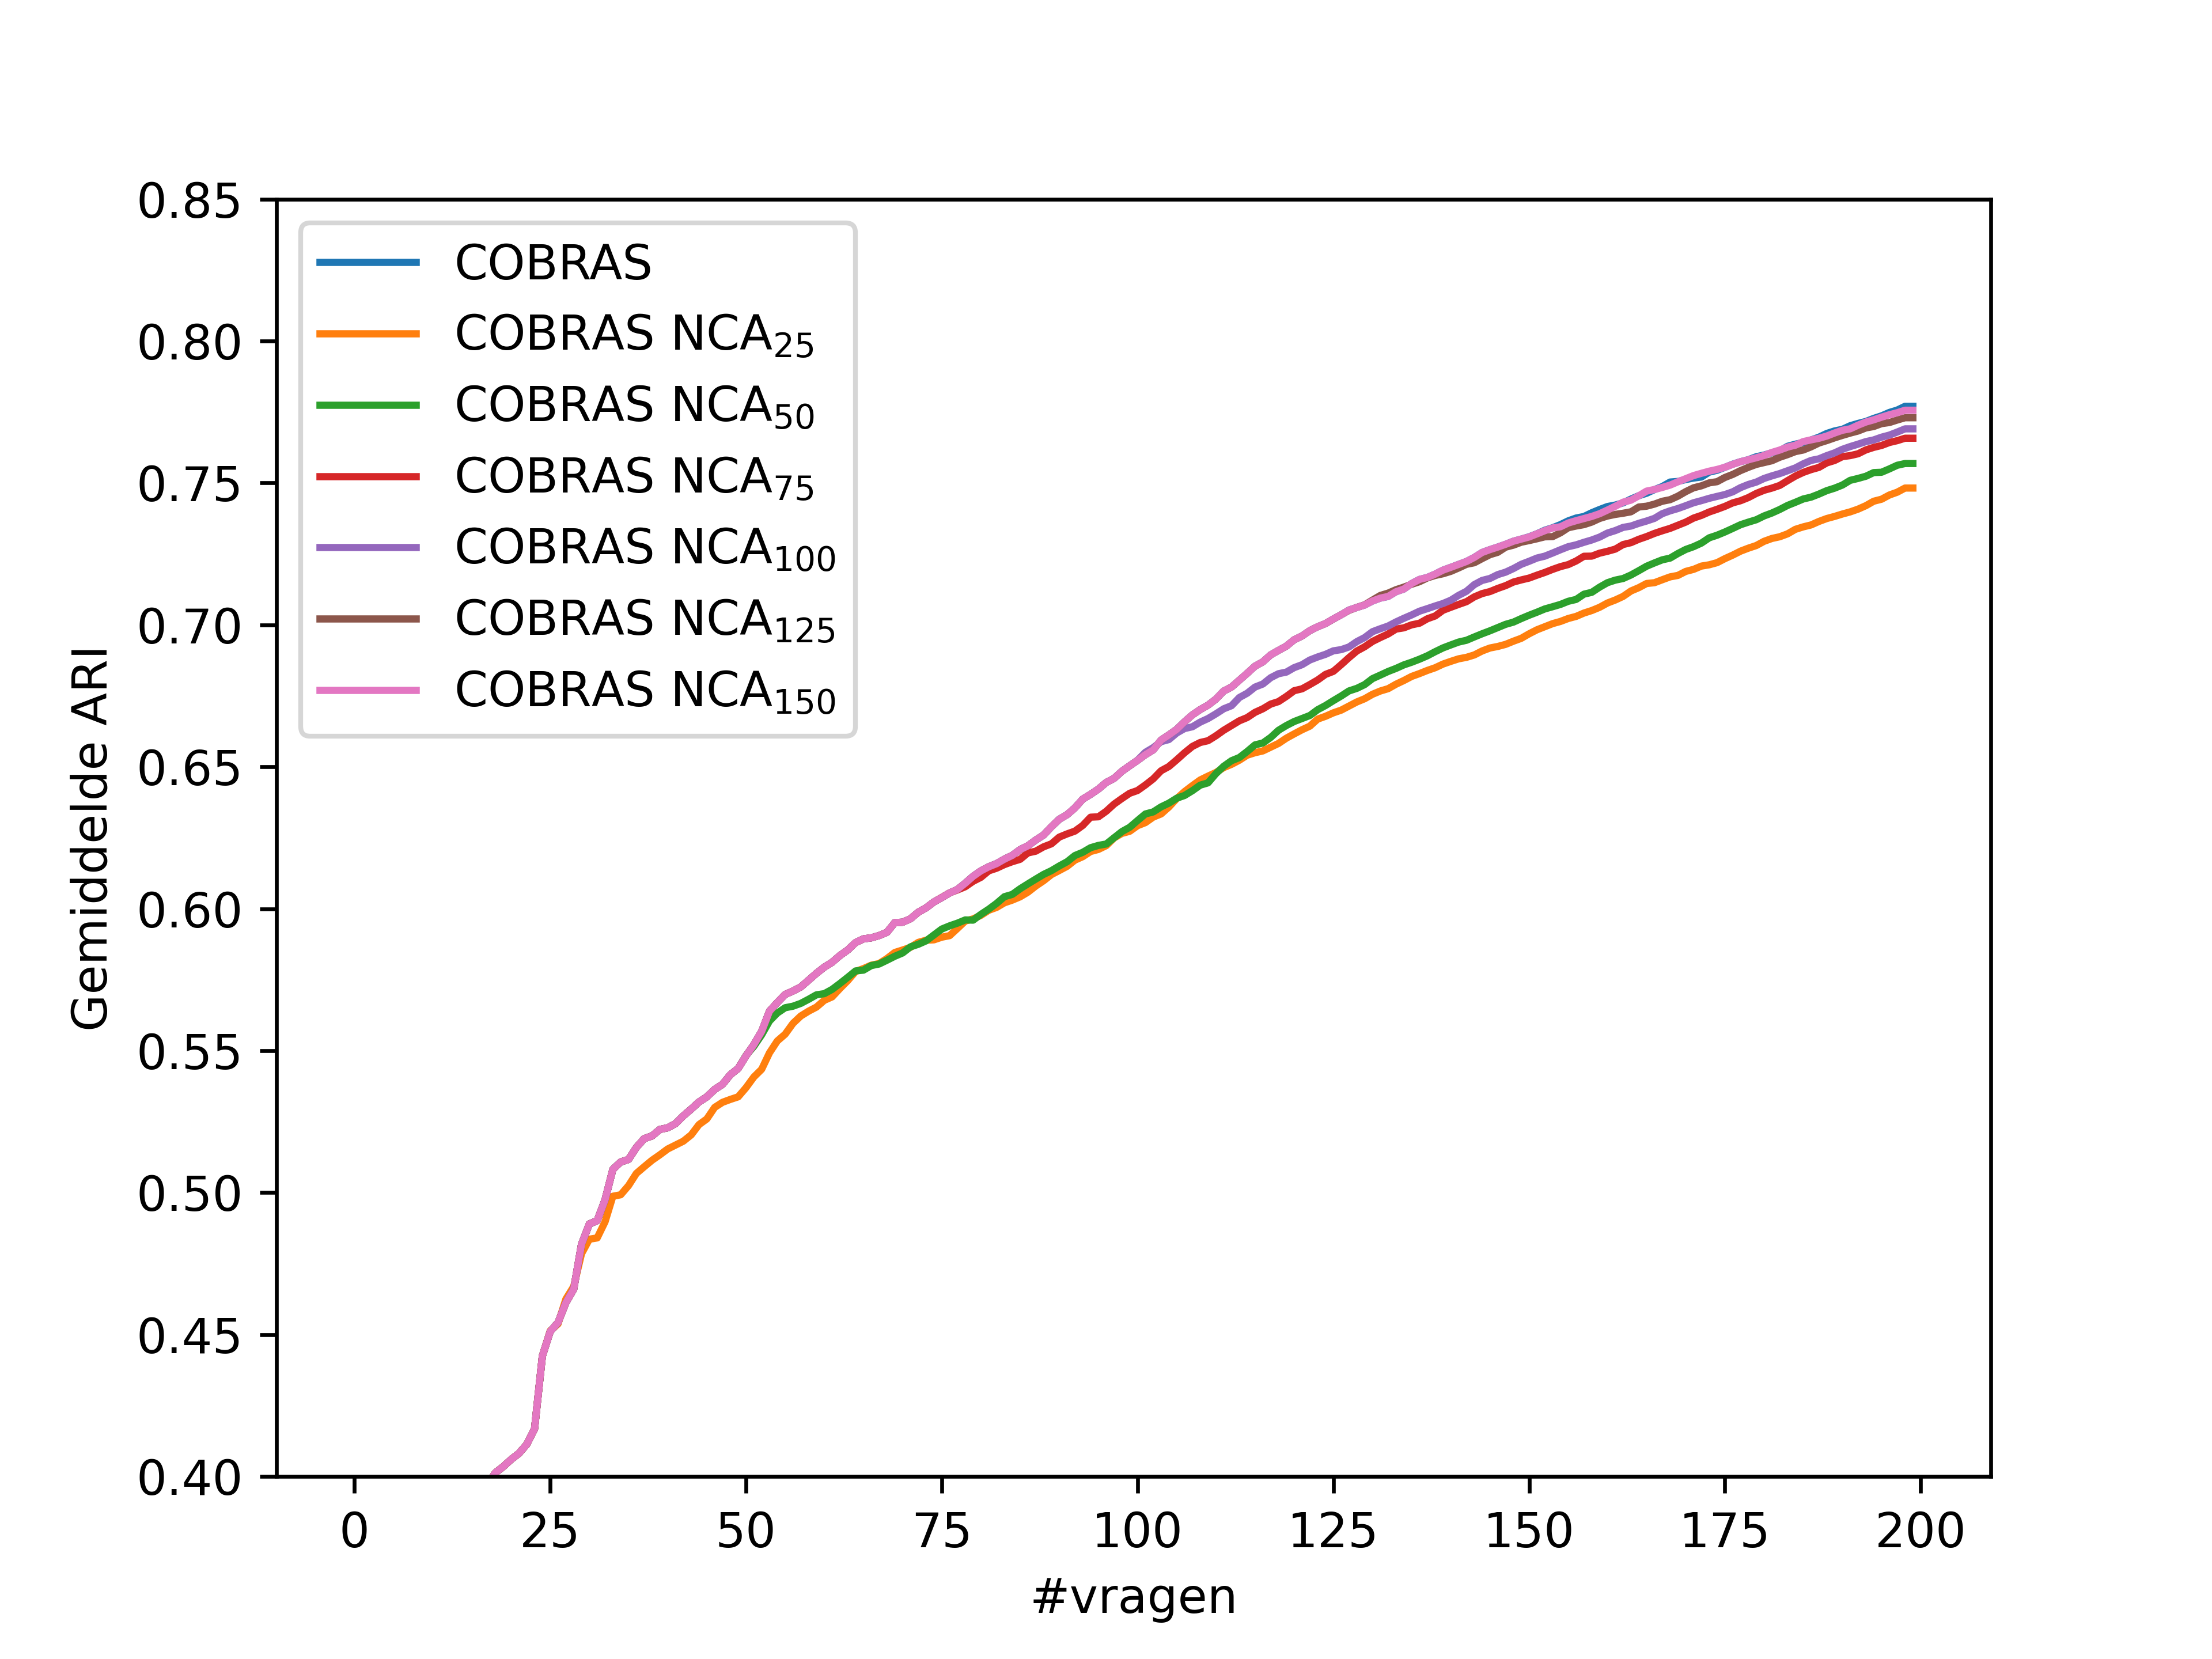 0.85
0.80
0.75
0.70
0.65
0.60
0.55
0.50
0.45
0.40
Gemiddelde ARI
COBRAS
COBRAS NCA₂₅
COBRAS NCA₅₀
COBRAS NCA₇₅
COBRAS NCA₁₀₀
COBRAS NCA₁₂₅
COBRAS NCA₁₅₀
0 25 50 75 100 125 150 175 200
#vragen